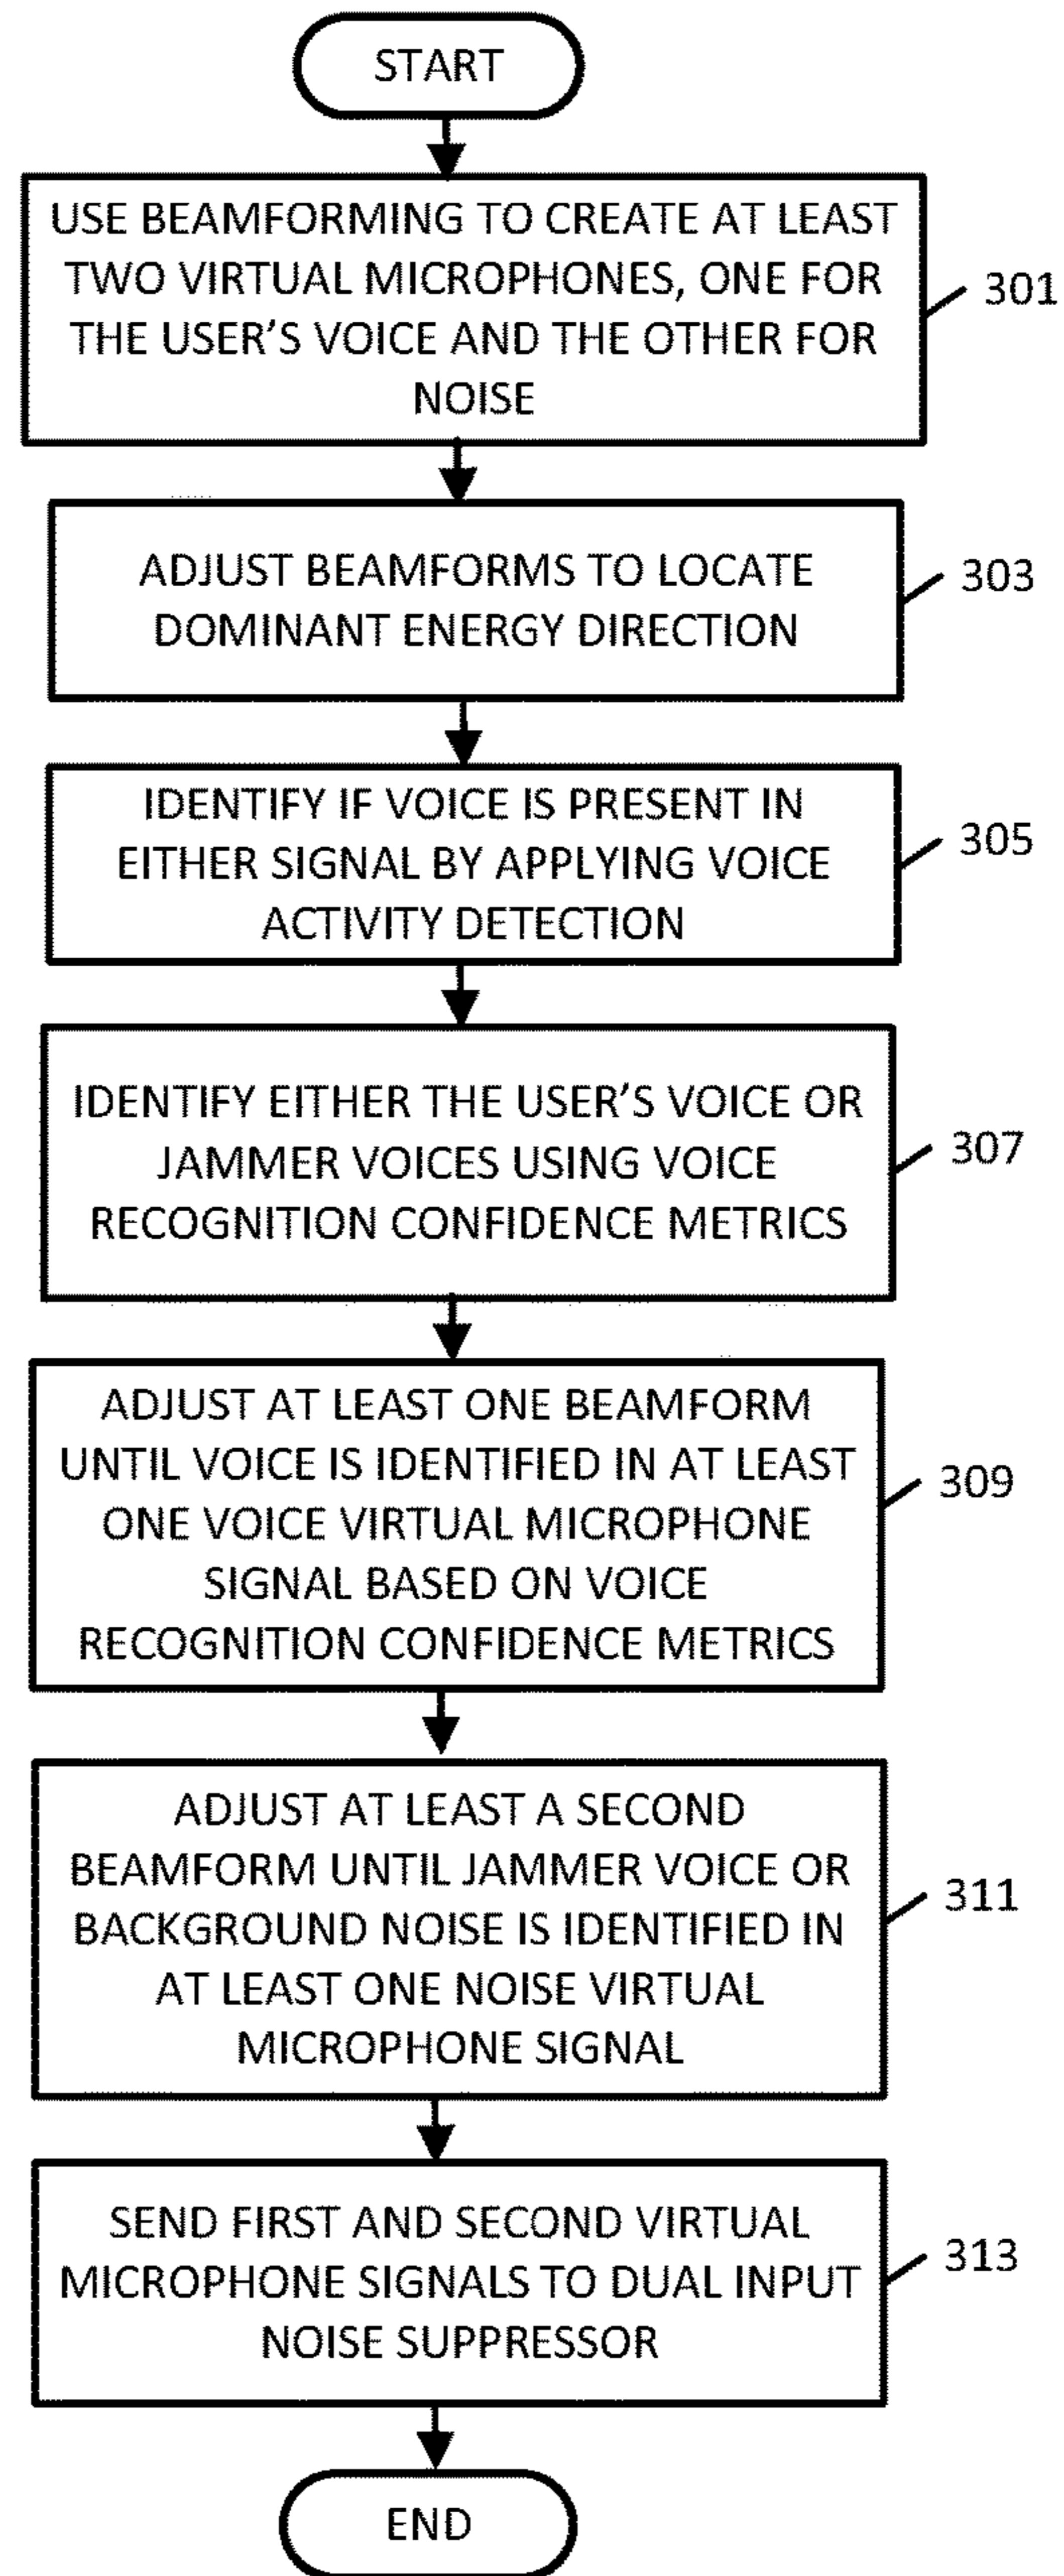 START
USE BEAMFORMING TO CREATE AT LEAST
TWO VIRTUAL MICROPHONES, ONE FOR
THE USER'S VOICE AND THE OTHER FOR
NOISE
301
ADJUST BEAMFORMS TO LOCATE
DOMINANT ENERGY DIRECTION
303
IDENTIFY IF VOICE IS PRESENT IN
EITHER SIGNAL BY APPLYING VOICE
ACTIVITY DETECTION
305
IDENTIFY EITHER THE USER'S VOICE OR
JAMMER VOICES USING VOICE
RECOGNITION CONFIDENCE METRICS
307
ADJUST AT LEAST ONE BEAMFORM
UNTIL VOICE IS IDENTIFIED IN AT LEAST
ONE VOICE VIRTUAL MICROPHONE
SIGNAL BASED ON VOICE
RECOGNITION CONFIDENCE METRICS
309
ADJUST AT LEAST A SECOND
BEAMFORM UNTIL JAMMER VOICE OR
BACKGROUND NOISE IS IDENTIFIED IN
AT LEAST ONE NOISE VIRTUAL
MICROPHONE SIGNAL
311
SEND FIRST AND SECOND VIRTUAL
MICROPHONE SIGNALS TO DUAL INPUT
NOISE SUPPRESSOR
313
END